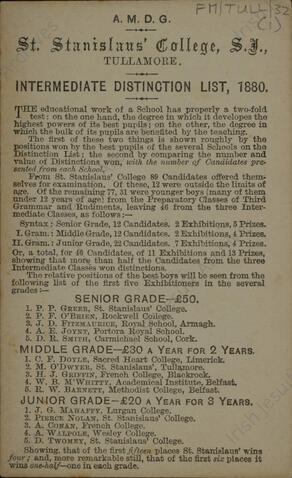 A. M. D. G.
FM/TULL/32
(1)
St. Stanislaus' College, S.J.,
TULLAMORE.
INTERMEDIATE DISTINCTION LIST, 1880.
THE educational work of a School has properly a two-fold
test: on the one hand, the degree in which it developes the
highest powers of its best pupils; on the other, the degree in
which the bulk of its pupils are benefited by the teaching.
The first of these two things is shown roughly by the
positions won by the best pupils of the several Schools on the
Distinction List; the second by comparing the number and
value of Distinctions won, with the number of Candidates pre-
sented from each School.
From St. Stanislaus' College 89 Candidates offered them-
selves for examination. Of these, 12 were outside the limits of
age. Of the remaining 77, 31 were younger boys (many of them
under 12 years of age) from the Preparatory Classes of Third
Grammar and Rudiments, leaving 46 from the three Inter-
mediate Classes, as follows:—
Syntax: Senior Grade, 12 Candidates. 2 Exhibitions, 5 Prizes.
I. Gram.: Middle Grade, 12 Candidates. 2 Exhibitions, 4 Prizes.
II. Gram.: Junior Grade, 22 Candidates. 7 Exhibitions, 4 Prizes.
Or, a total, for 46 Candidates, of 11 Exhibitions and 13 Prizes,
showing that more than half the Candidates from the three
Intermediate Classes won distinctions.
The relative positions of the best boys will be seen from the
following list of the first five Exhibitioners in the several
grades—
SENIOR GRADE—£50.
1. P. P. GREER, St. Stanislaus' College.
2. P. F. O'BRIEN, Rockwell College.
3. J. D. FITZMAURICE, Royal School, Armagh.
4. A. R. JOYNT, Portora Royal School.
5. D. R. SMITH, Carmichael School, Cork.
MIDDLE GRADE—£30 A YEAR FOR 2 YEARS.
1. C. F. DOYLE, Sacred Heart College, Limerick.
2. M. O'DWYER, St. Stanislaus', Tullamore.
3. H. J. GRIFFIN, French College, Blackrock.
4. W. B. M'WHITTY, Academical Institute, Belfast.
5. R. W. BARNETT, Methodist College, Belfast.
JUNIOR GRADE—£20 A YEAR FOR 3 YEARS.
1. J. G. MAHAFFY, Lurgan College.
2. PIERCE NOLAN, St. Stanislaus' College.
3. A. CONAN, French College.
4. A. WALPOLE, Wesley College.
5. D. TWOMEY, St. Stanislaus' College.
Showing, that of the first fifteen places St. Stanislaus' wins
four; and, more remarkable still, that of the first six places it
wins one-half—one in each grade.